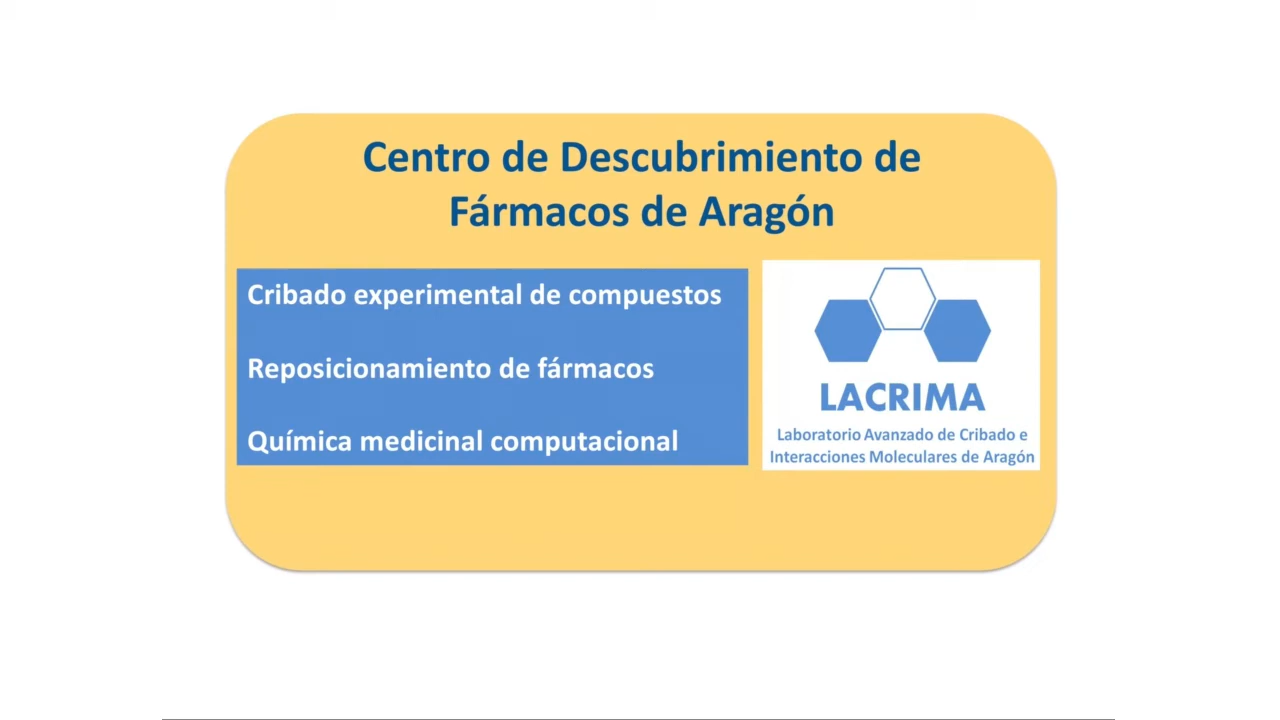 Centro de Descubrimiento de
Fármacos de Aragón
Cribado experimental de compuestos
Reposicionamiento de fármacos
Química medicinal computacional
LACRIMA
Laboratorio Avanzado de Cribado e
Interacciones Moleculares de Aragón